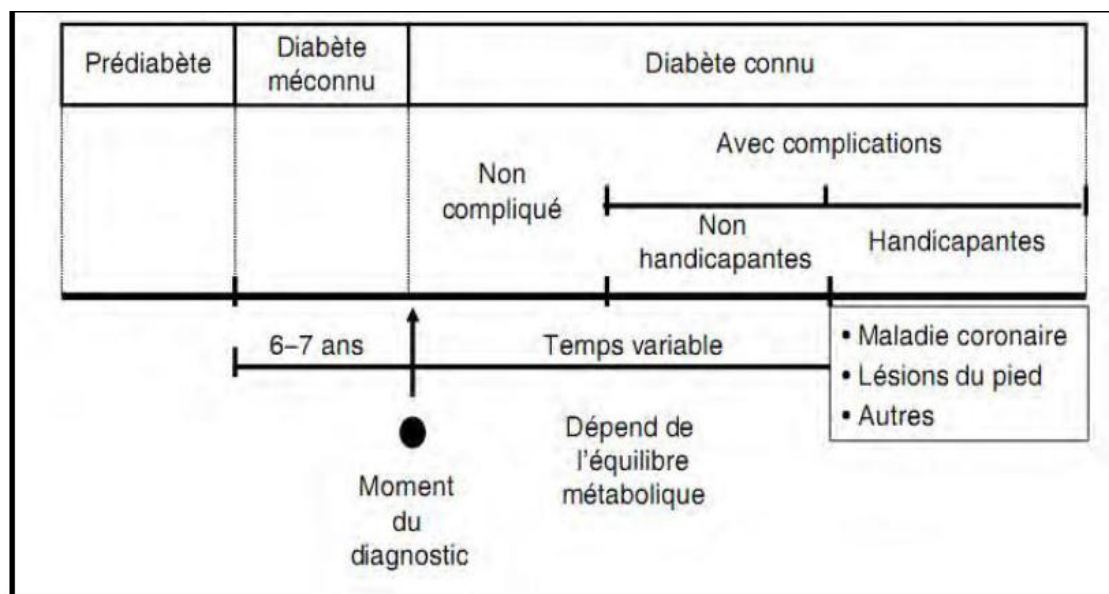 Prédiabète
Diabète
méconnu
Diabète connu
Avec complications
Non
compliqué
Non
handicapantes
Handicapantes
6–7 ans
Temps variable
• Maladie coronaire
• Lésions du pied
• Autres
Dépend de
l'équilibre
métabolique
Moment
du
diagnostic